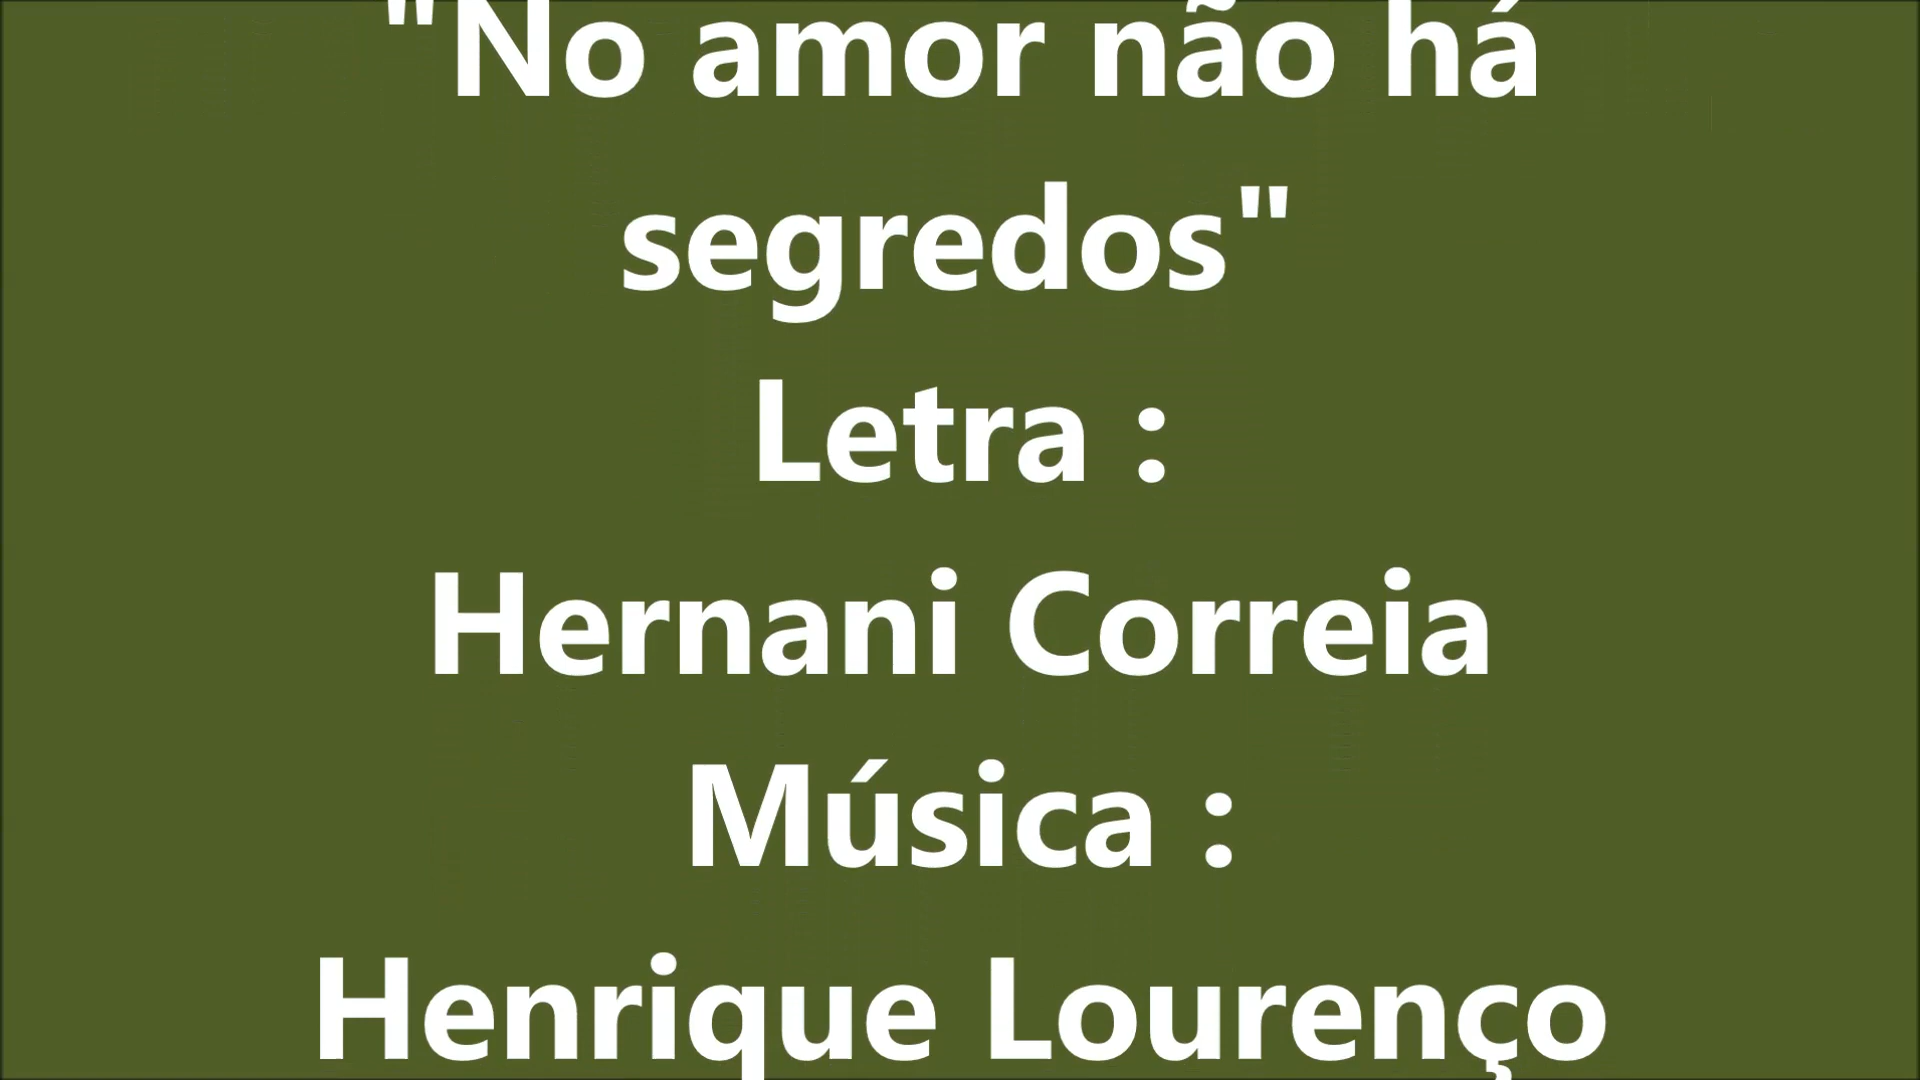 "No amor não há
segredos"
Letra :
Hernani Correia
Música :
Henrique Lourenço